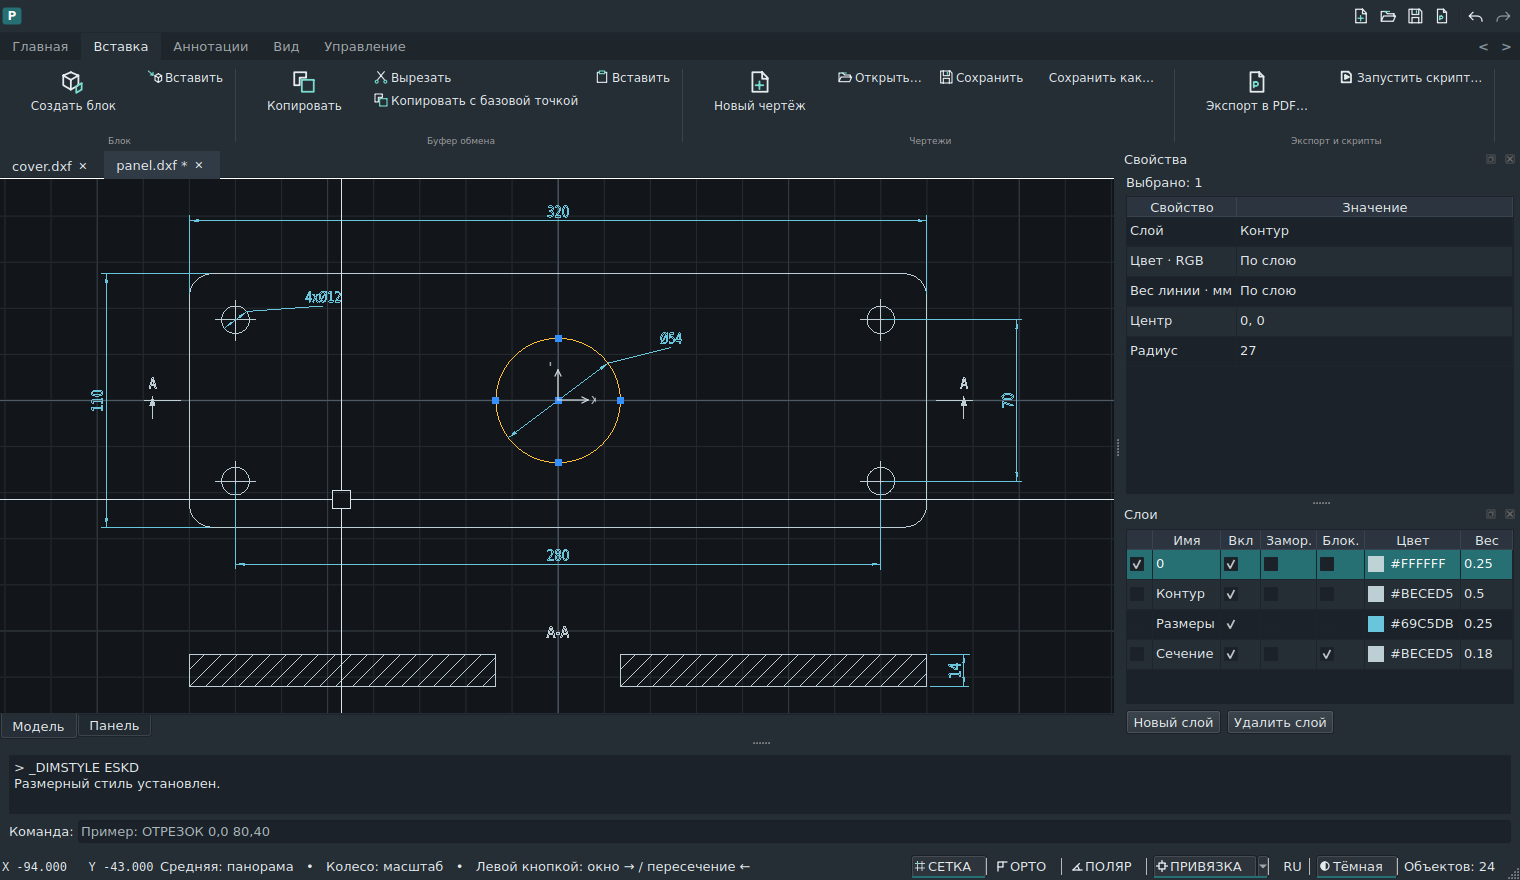 P
Главная Вставка Аннотации Вид Управление < >
Создать блок Вставить Копировать Вырезать Копировать с базовой точкой Вставить Новый чертёж Открыть... Сохранить Сохранить как... Экспорт в PDF... Запустить скрипт...
Блок Буфер обмена Чертежи Экспорт и скрипты
cover.dxf × panel.dxf * ×
320
4xØ12
Ø54
A A
110
70
X
280
A-A
14
Модель Панель
Свойства
Выбрано: 1
Свойство Значение
Слой Контур
Цвет · RGB По слою
Вес линии · мм По слою
Центр 0, 0
Радиус 27
Слои
Имя Вкл Замор. Блок. Цвет Вес
0 #FFFFFF 0.25
Контур #BECED5 0.5
Размеры #69C5DB 0.25
Сечение #BECED5 0.18
Новый слой Удалить слой
> _DIMSTYLE ESKD
Размерный стиль установлен.
Команда: Пример: ОТРЕЗОК 0,0 80,40
X -94.000 Y -43.000 Средняя: панорама • Колесо: масштаб • Левой кнопкой: окно → / пересечение ← СЕТКА ОРТО ПОЛЯР ПРИВЯЗКА RU Тёмная Объектов: 24